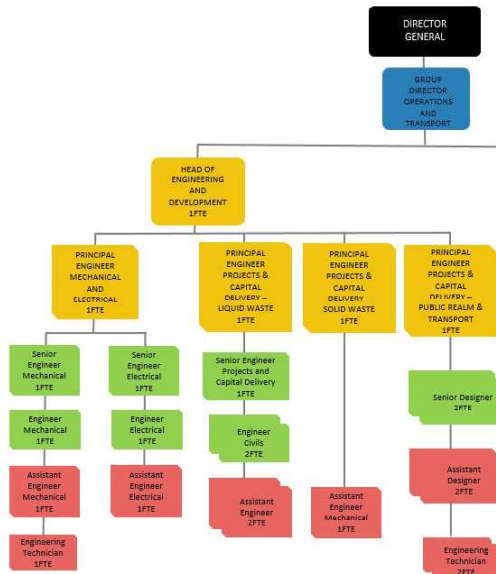 DIRECTOR
GENERAL
GROUP
DIRECTOR
OPERATIONS
AND
TRANSPORT
HEAD OF
ENGINEERING
AND
DEVELOPMENT
1FTE
PRINCIPAL
ENGINEER
MECHANICAL
AND
ELECTRICAL
1FTE
PRINCIPAL
ENGINEER
PROJECTS &
CAPITAL
DELIVERY –
LIQUID WASTE
1FTE
PRINCIPAL
ENGINEER
PROJECTS &
CAPITAL
DELIVERY
SOLID WASTE
1FTE
PRINCIPAL
ENGINEER
PROJECTS &
CAPITAL
DELIVERY –
PUBLIC REALM &
TRANSPORT
1FTE
Senior
Engineer
Mechanical
1FTE
Senior
Engineer
Electrical
1FTE
Senior Engineer
Projects and
Capital Delivery
1FTE
Senior Designer
2FTE
Engineer
Mechanical
1FTE
Engineer
Electrical
1FTE
Engineer
Civils
2FTE
Assistant
Engineer
Mechanical
1FTE
Assistant
Engineer
Electrical
1FTE
Assistant
Engineer
2FTE
Assistant
Engineer
Mechanical
1FTE
Assistant
Designer
2FTE
Engineering
Technician
1FTE
Engineering
Technician
2FTE